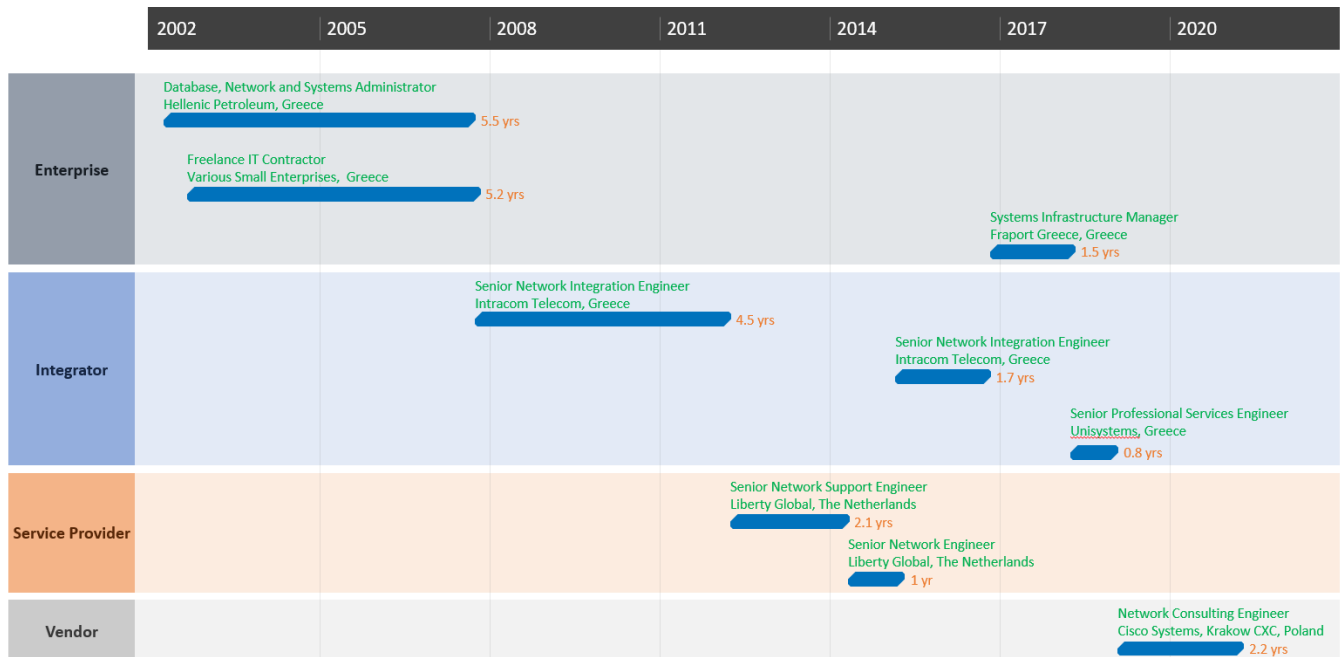 2002 2005 2008 2011 2014 2017 2020
Enterprise
Database, Network and Systems Administrator
Hellenic Petroleum, Greece
5.5 yrs
Freelance IT Contractor
Various Small Enterprises,  Greece
5.2 yrs
Systems Infrastructure Manager
Fraport Greece, Greece
1.5 yrs
Integrator
Senior Network Integration Engineer
Intracom Telecom, Greece
4.5 yrs
Senior Network Integration Engineer
Intracom Telecom, Greece
1.7 yrs
Senior Professional Services Engineer
Unisystems, Greece
0.8 yrs
Service Provider
Senior Network Support Engineer
Liberty Global, The Netherlands
2.1 yrs
Senior Network Engineer
Liberty Global, The Netherlands
1 yr
Vendor
Network Consulting Engineer
Cisco Systems, Krakow CXC, Poland
2.2 yrs